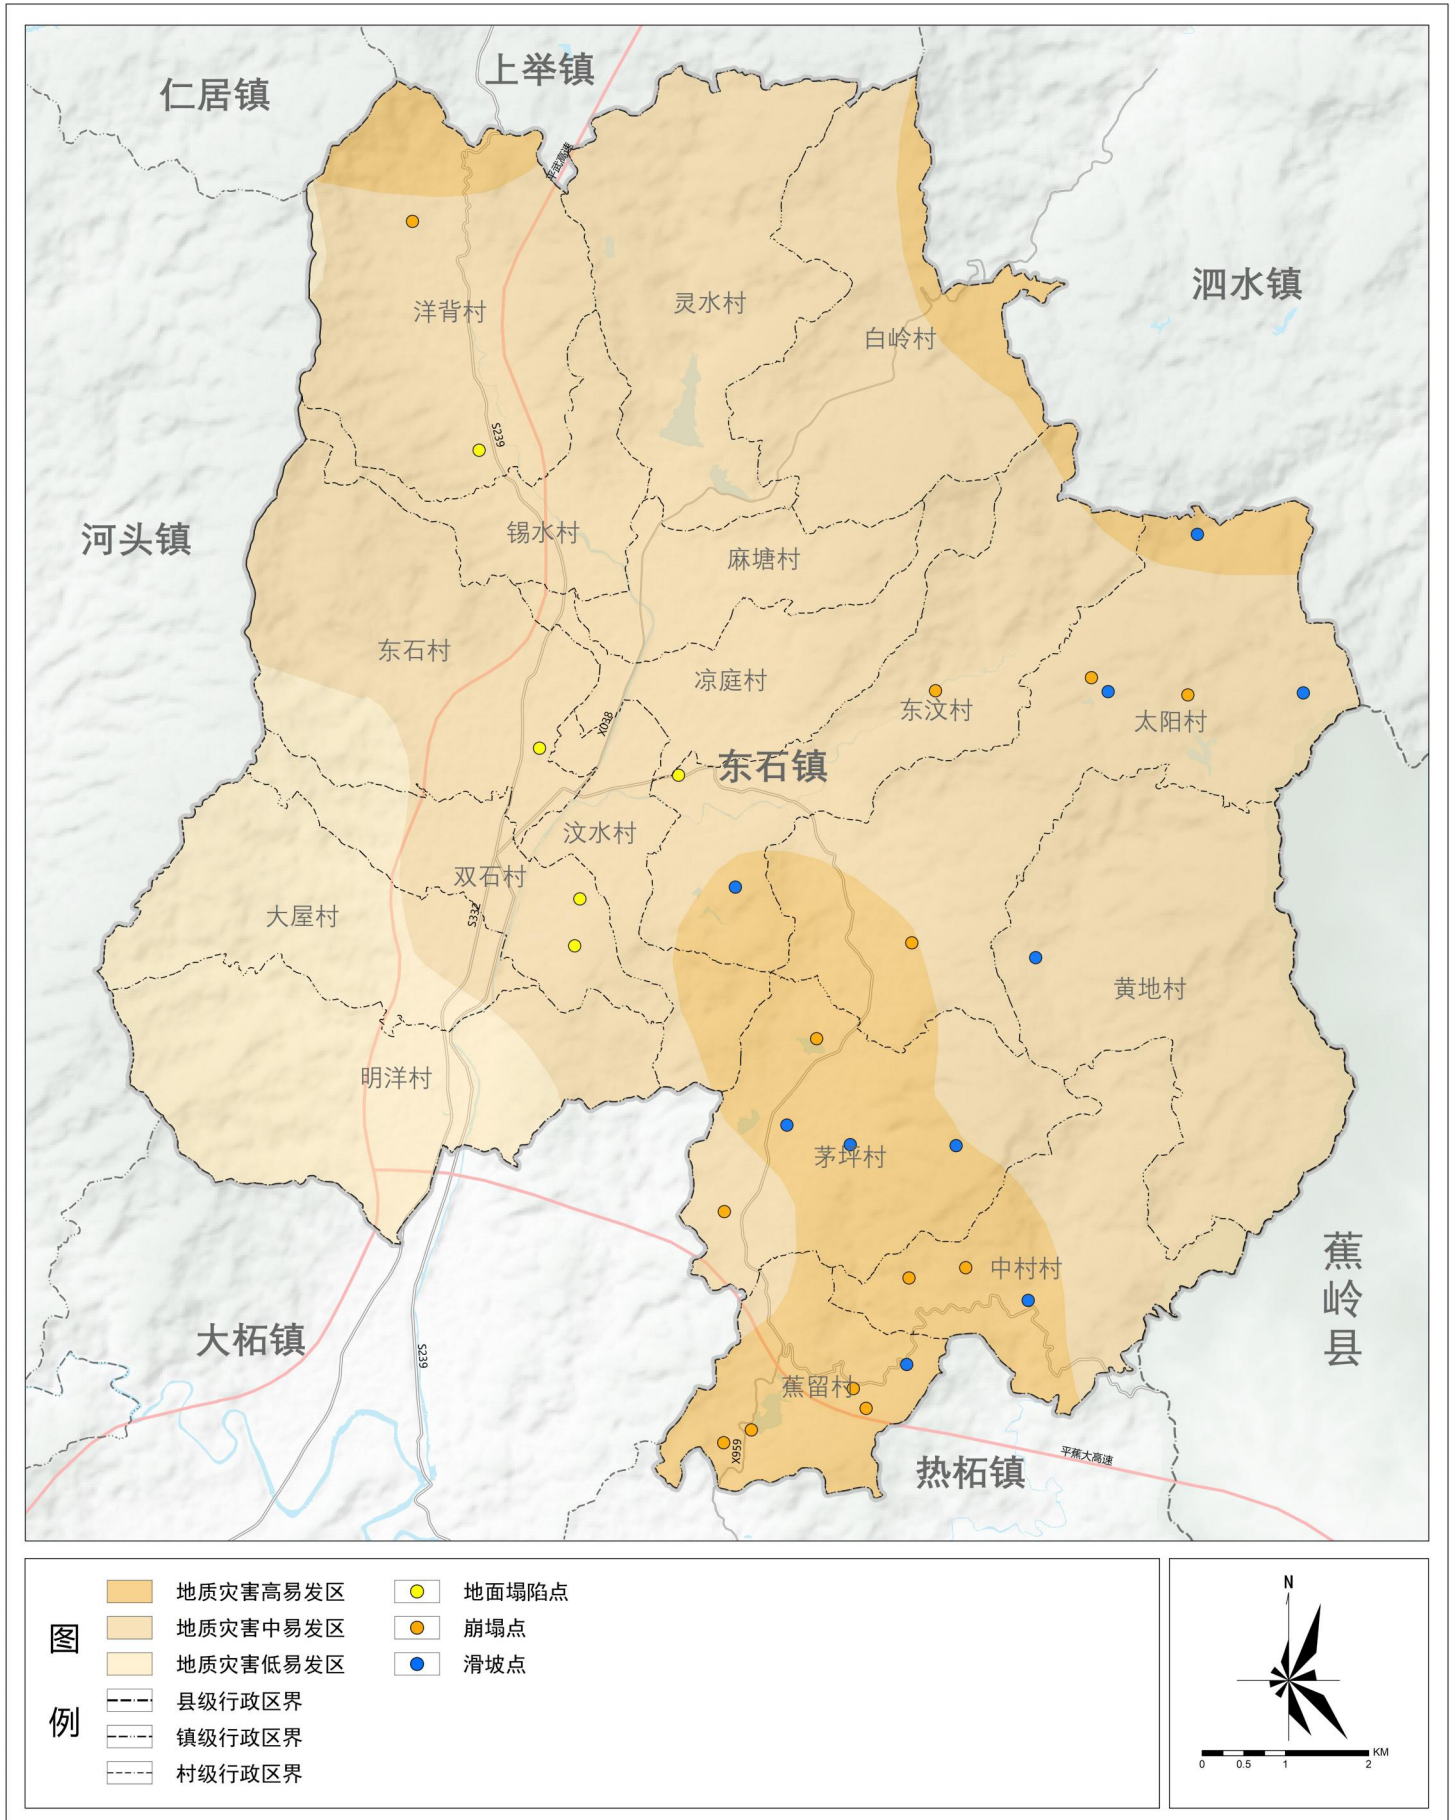 上举镇
仁居镇
平武高速
泗水镇
洋背村
灵水村
白岭村
S239
河头镇
锡水村
麻塘村
东石村
凉庭村
东汶村
太阳村
X038
东石镇
汶水村
双石村
大屋村
S332
黄地村
明洋村
茅坪村
中村村
蕉
岭
县
大柘镇
S239
蕉留村
X959
平蕉大高速
热柘镇
图
例
地质灾害高易发区
地质灾害中易发区
地质灾害低易发区
县级行政区界
镇级行政区界
村级行政区界
地面塌陷点
崩塌点
滑坡点
N
KM
0 0.5 1 2